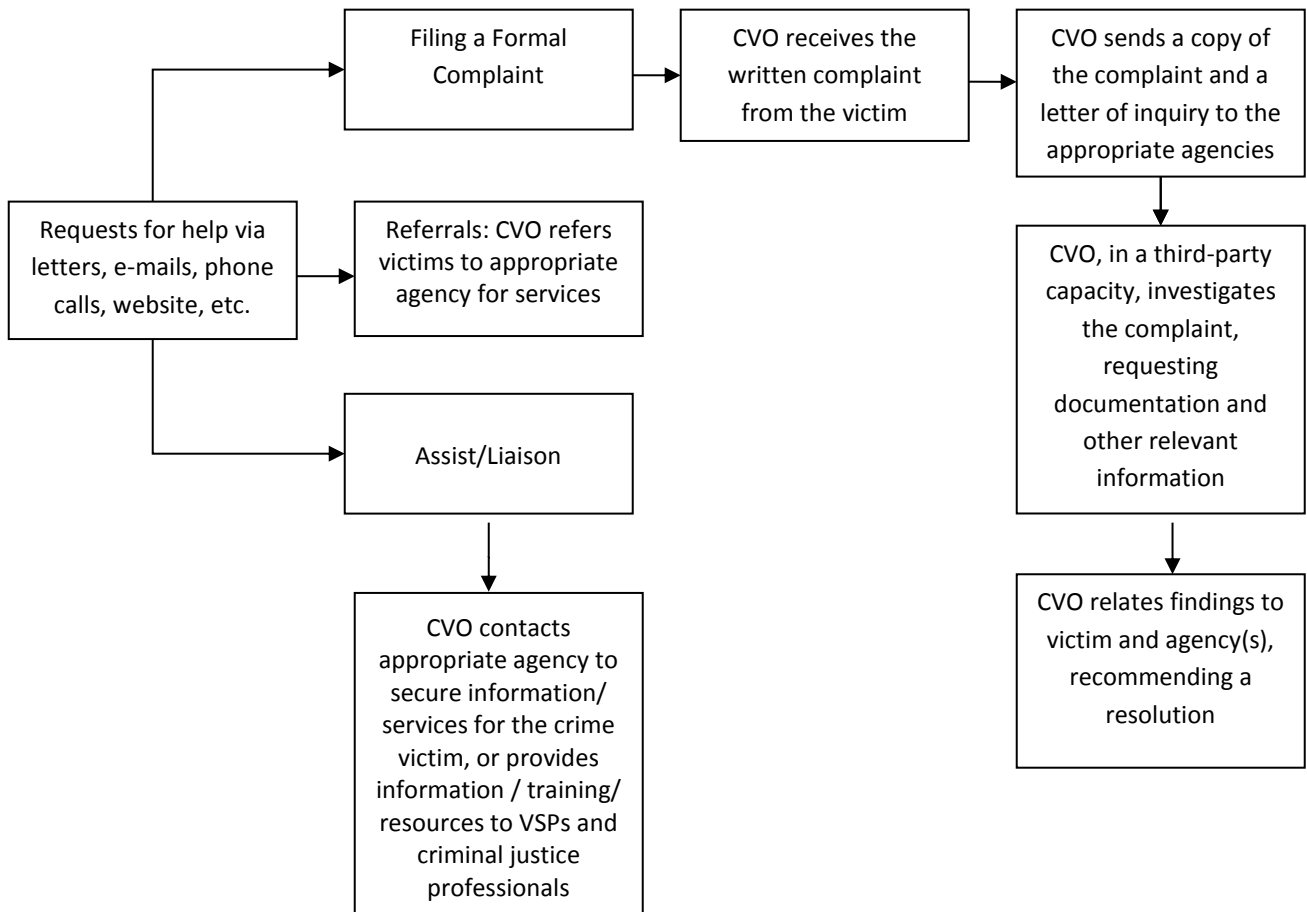 Filing a Formal
Complaint
CVO receives the
written complaint
from the victim
CVO sends a copy of
the complaint and a
letter of inquiry to the
appropriate agencies
Requests for help via
letters, e-mails, phone
calls, website, etc.
Referrals: CVO refers
victims to appropriate
agency for services
CVO, in a third-party
capacity, investigates
the complaint,
requesting
documentation and
other relevant
information
Assist/Liaison
CVO contacts
appropriate agency to
secure information/
services for the crime
victim, or provides
information / training/
resources to VSPs and
criminal justice
professionals
CVO relates findings to
victim and agency(s),
recommending a
resolution